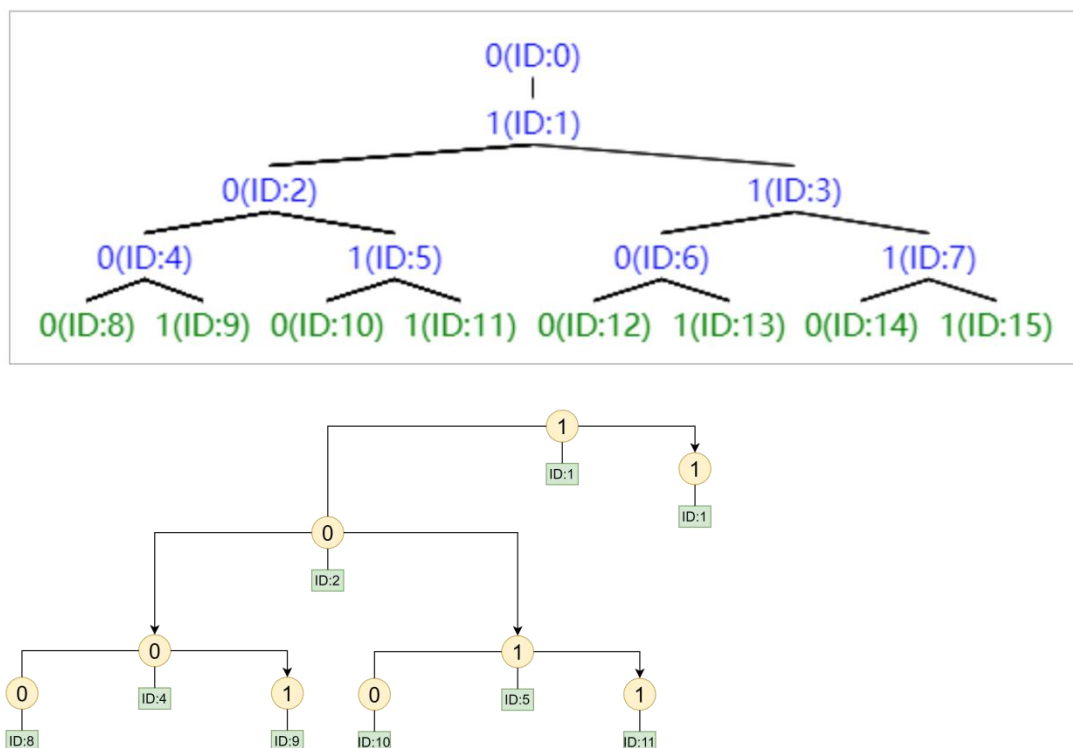 0(ID:0)
1(ID:1)
0(ID:2) 1(ID:3)
0(ID:4) 1(ID:5) 0(ID:6) 1(ID:7)
0(ID:8) 1(ID:9) 0(ID:10) 1(ID:11) 0(ID:12) 1(ID:13) 0(ID:14) 1(ID:15)
1
1
ID:1
ID:1
0
ID:2
0 1
0 1 0 1
ID:4 ID:5
ID:8 ID:9 ID:10 ID:11